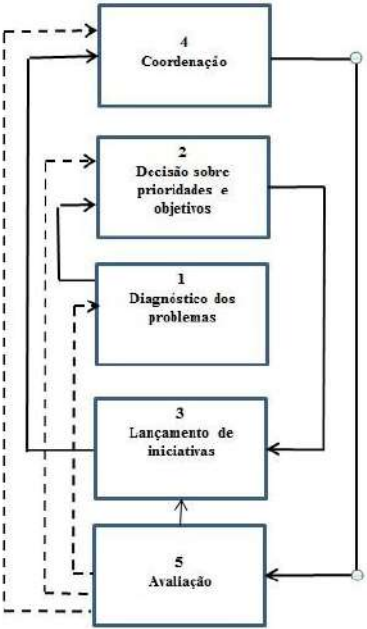 4
Coordenação
2
Decisão sobre
prioridades e
objetivos
1
Diagnóstico dos
problemas
3
Lançamento de
iniciativas
5
Avaliação